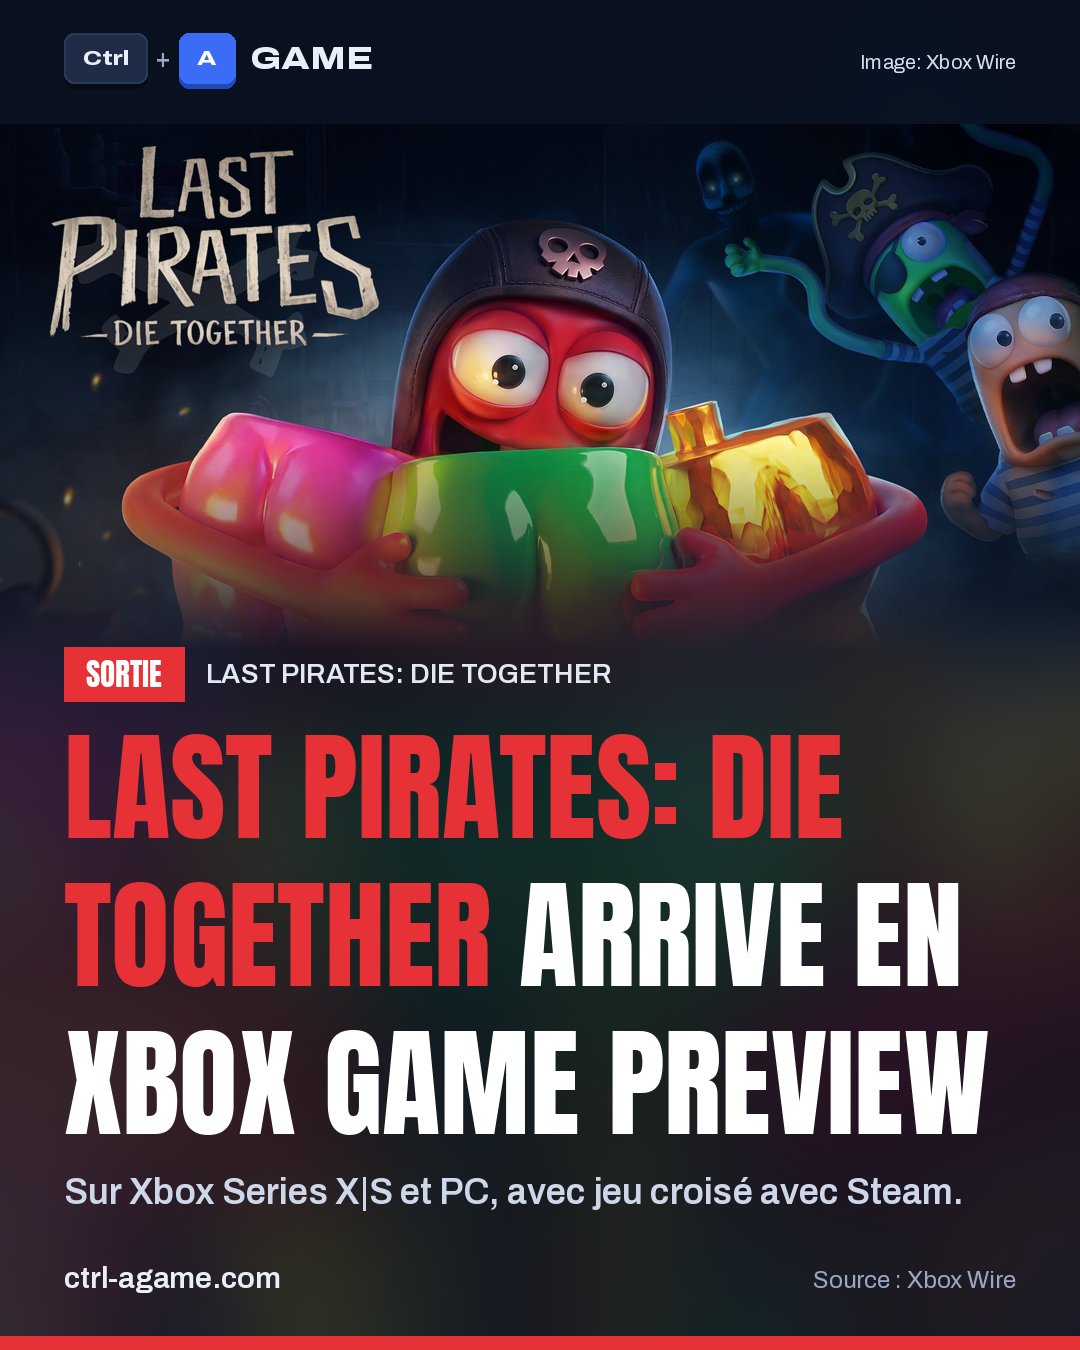 Ctrl + A GAME
Image: Xbox Wire
LAST
PIRATES
DIE TOGETHER
SORTIE LAST PIRATES: DIE TOGETHER
LAST PIRATES: DIE
TOGETHER ARRIVE EN
XBOX GAME PREVIEW
Sur Xbox Series X|S et PC, avec jeu croisé avec Steam.
ctrl-agame.com
Source : Xbox Wire